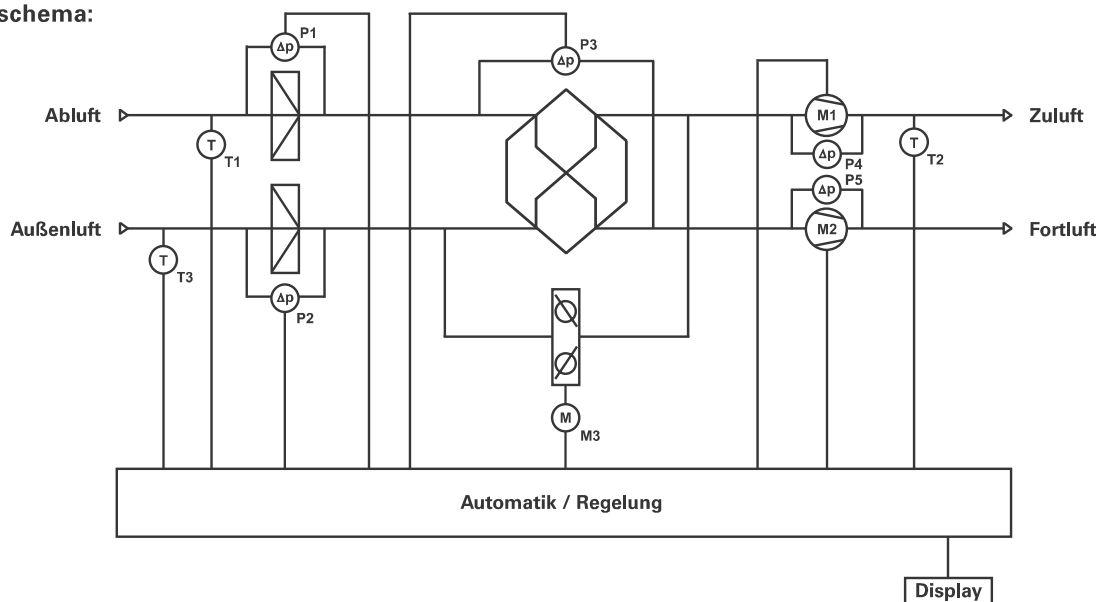 schema:
P1
Δp
P3
Δp
Abluft
M1
Zuluft
T
T1
Δp
P4
T
T2
P5
Δp
Außenluft
M2
Fortluft
T
T3
Δp
P2
M
M3
Automatik / Regelung
Display